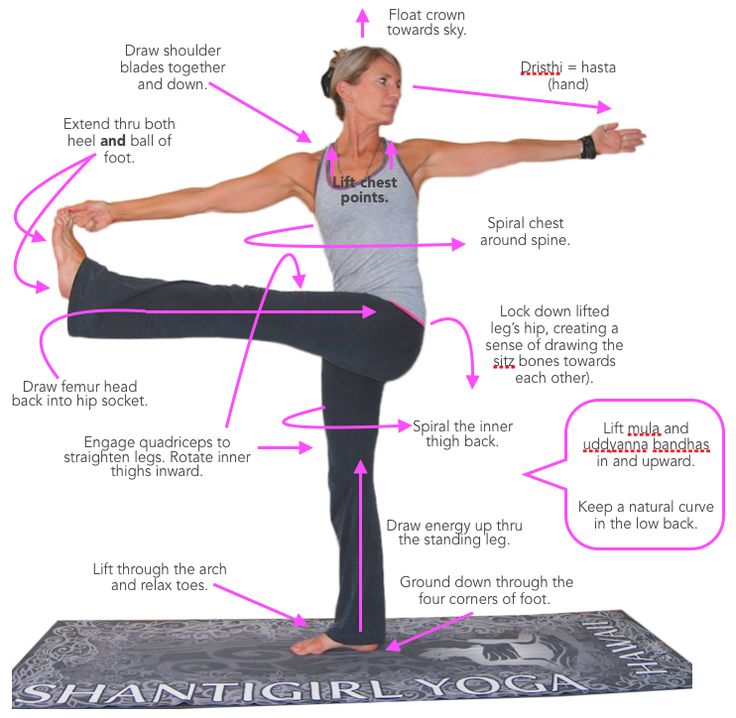 Float crown
towards sky.
Draw shoulder
blades together
and down.
Dristhi = hasta
(hand)
Extend thru both
heel and ball of
foot.
Lift chest
points.
Spiral chest
around spine.
Lock down lifted
leg's hip, creating a
sense of drawing the
sitz bones towards
each other).
Draw femur head
back into hip socket.
Engage quadriceps to
straighten legs. Rotate inner
thighs inward.
Spiral the inner
thigh back.
Lift mula and
uddyanna bandhas
in and upward.
Keep a natural curve
in the low back.
Draw energy up thru
the standing leg.
Lift through the arch
and relax toes.
Ground down through the
four corners of foot.
HAWAII
SHANTIGIRL YOGA